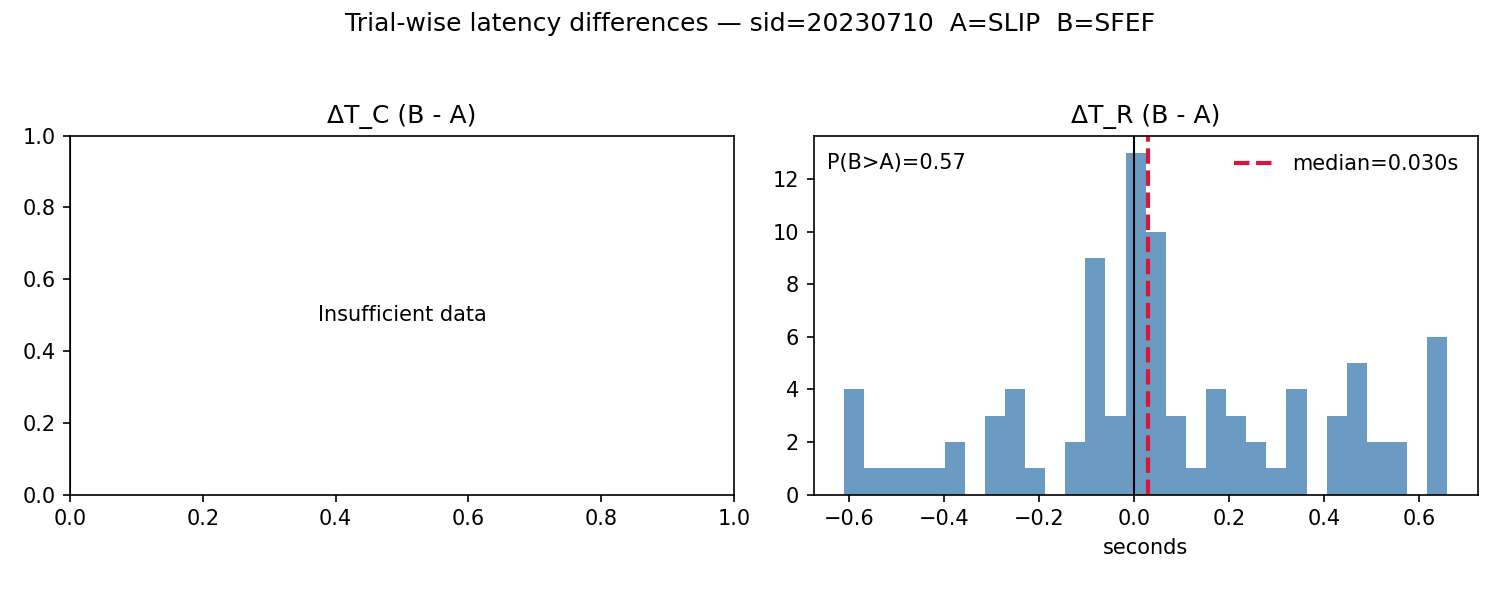 Trial-wise latency differences — sid=20230710  A=SLIP  B=SFEF
ΔT_C (B - A)
1.0
0.8
0.6
0.4
0.2
0.0
Insufficient data
0.0 0.2 0.4 0.6 0.8 1.0
ΔT_R (B - A)
P(B>A)=0.57
median=0.030s
12
10
8
6
4
2
0
−0.6 −0.4 −0.2 0.0 0.2 0.4 0.6
seconds